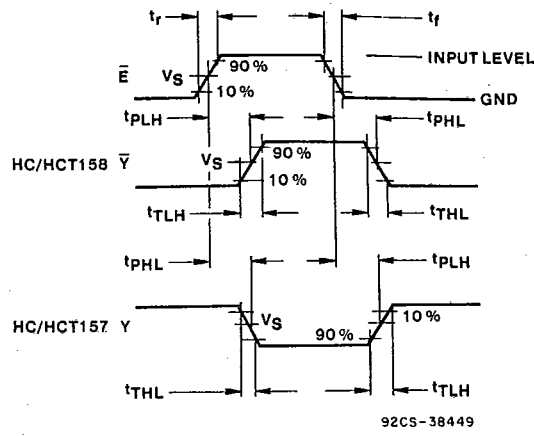 tr tf
90 % INPUT LEVEL
E̅ VS
10 % GND
tPLH tPHL
HC/HCT158 Y̅ VS 90 %
10 %
tTLH tTHL
tPHL tPLH
HC/HCT157 Y VS 90 % 10 %
tTHL tTLH
92CS-38449